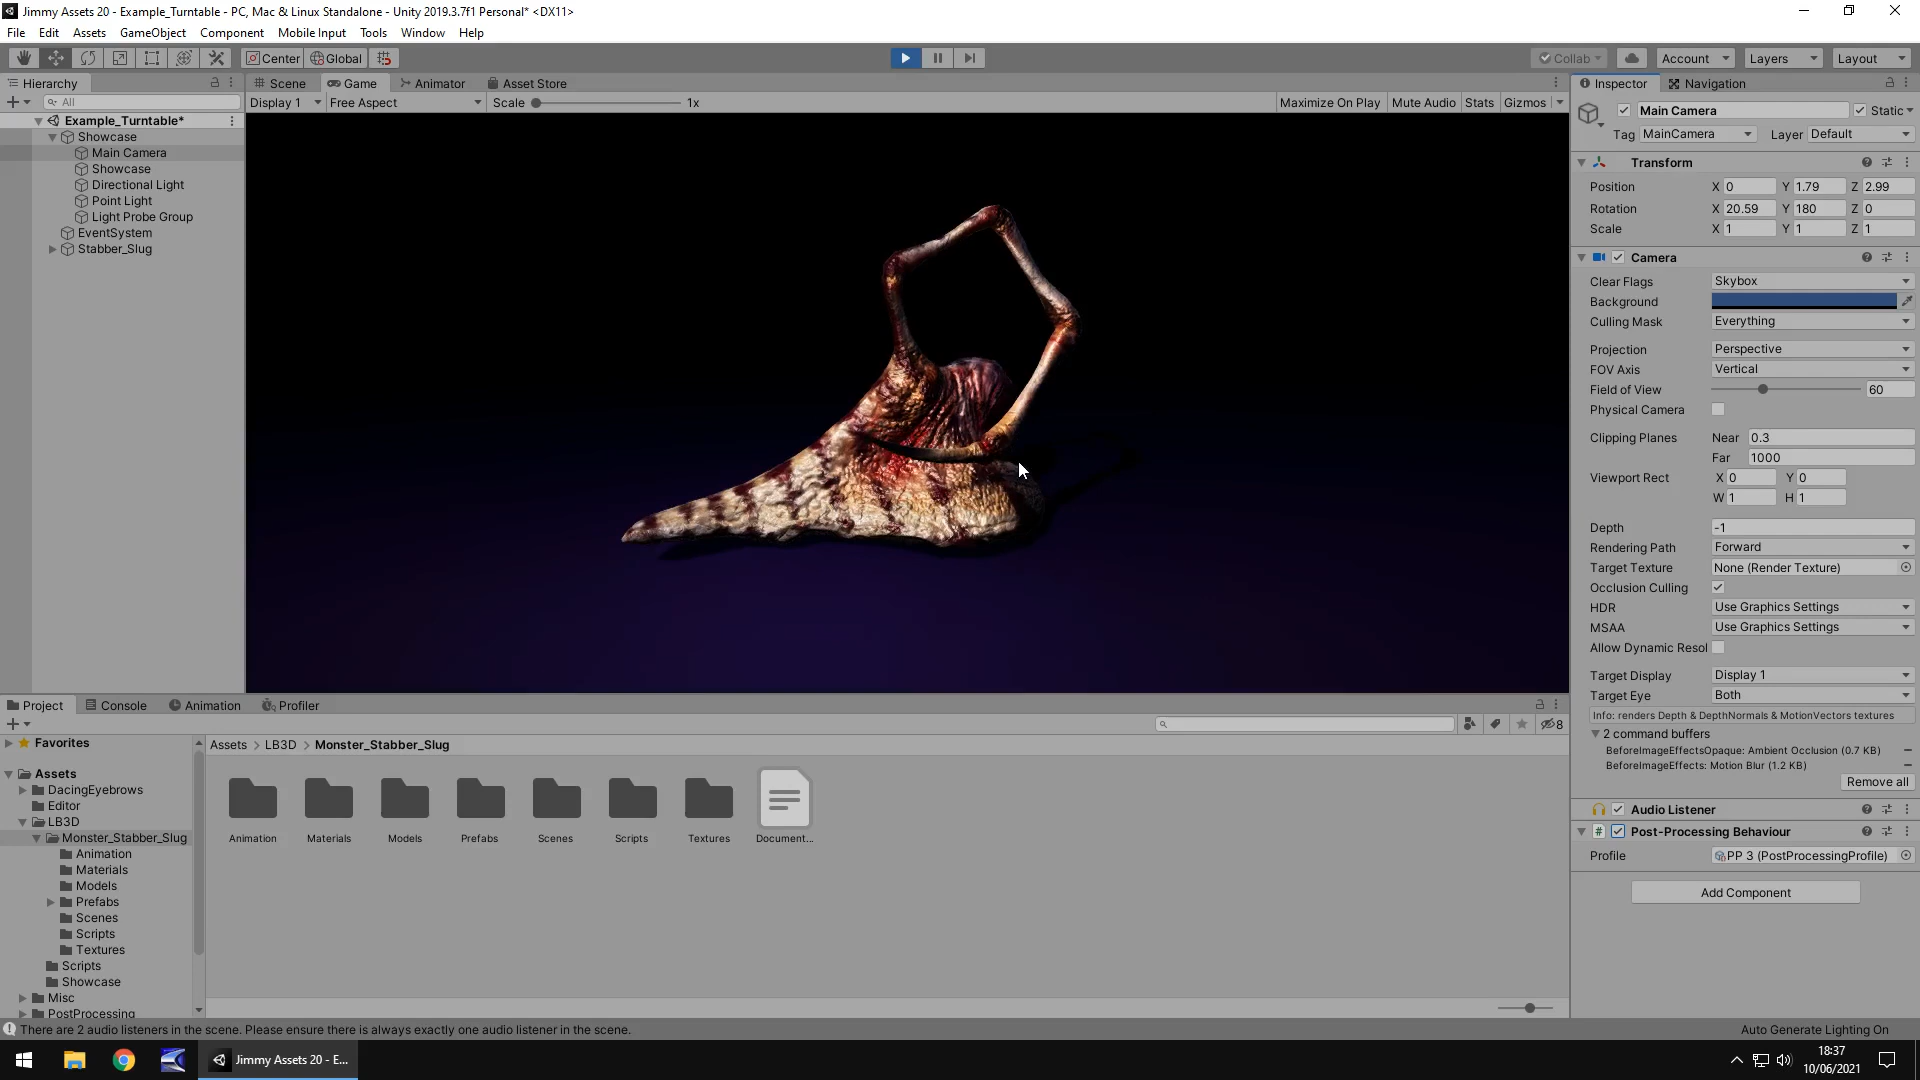 Jimmy Assets 20 - Example_Turntable - PC, Mac & Linux Standalone - Unity 2019.3.7f1 Personal* <DX11>
File Edit Assets GameObject Component Mobile Input Tools Window Help
Center Global Collab Account Layers Layout
Hierarchy Scene Game Animator Asset Store Inspector Navigation
All Display 1 Free Aspect Scale 1x Maximize On Play Mute Audio Stats Gizmos
Main Camera Static
Tag MainCamera Layer Default
Example_Turntable*
Showcase
Main Camera
Showcase
Directional Light
Point Light
Light Probe Group
EventSystem
Stabber_Slug
Transform
Position X 0 Y 1.79 Z 2.99
Rotation X 20.59 Y 180 Z 0
Scale X 1 Y 1 Z 1
Camera
Clear Flags Skybox
Background
Culling Mask Everything
Projection Perspective
FOV Axis Vertical
Field of View 60
Physical Camera
Clipping Planes Near 0.3
Far 1000
Viewport Rect X 0 Y 0
W 1 H 1
Depth -1
Rendering Path Forward
Target Texture None (Render Texture)
Occlusion Culling
HDR Use Graphics Settings
MSAA Use Graphics Settings
Allow Dynamic Resol
Target Display Display 1
Target Eye Both
Info: renders Depth & DepthNormals & MotionVectors textures
2 command buffers
BeforeImageEffectsOpaque: Ambient Occlusion (0.7 KB)
BeforeImageEffects: Motion Blur (1.2 KB)
Remove all
Audio Listener
Post-Processing Behaviour
Profile PP 3 (PostProcessingProfile)
Add Component
Project Console Animation Profiler
8
Favorites
Assets
DacingEyebrows
Editor
LB3D
Monster_Stabber_Slug
Animation
Materials
Models
Prefabs
Scenes
Scripts
Textures
Scripts
Showcase
Misc
PostProcessing
Assets > LB3D > Monster_Stabber_Slug
Animation Materials Models Prefabs Scenes Scripts Textures Document...
There are 2 audio listeners in the scene. Please ensure there is always exactly one audio listener in the scene.
Auto Generate Lighting On
Jimmy Assets 20 - E...
18:37
10/06/2021